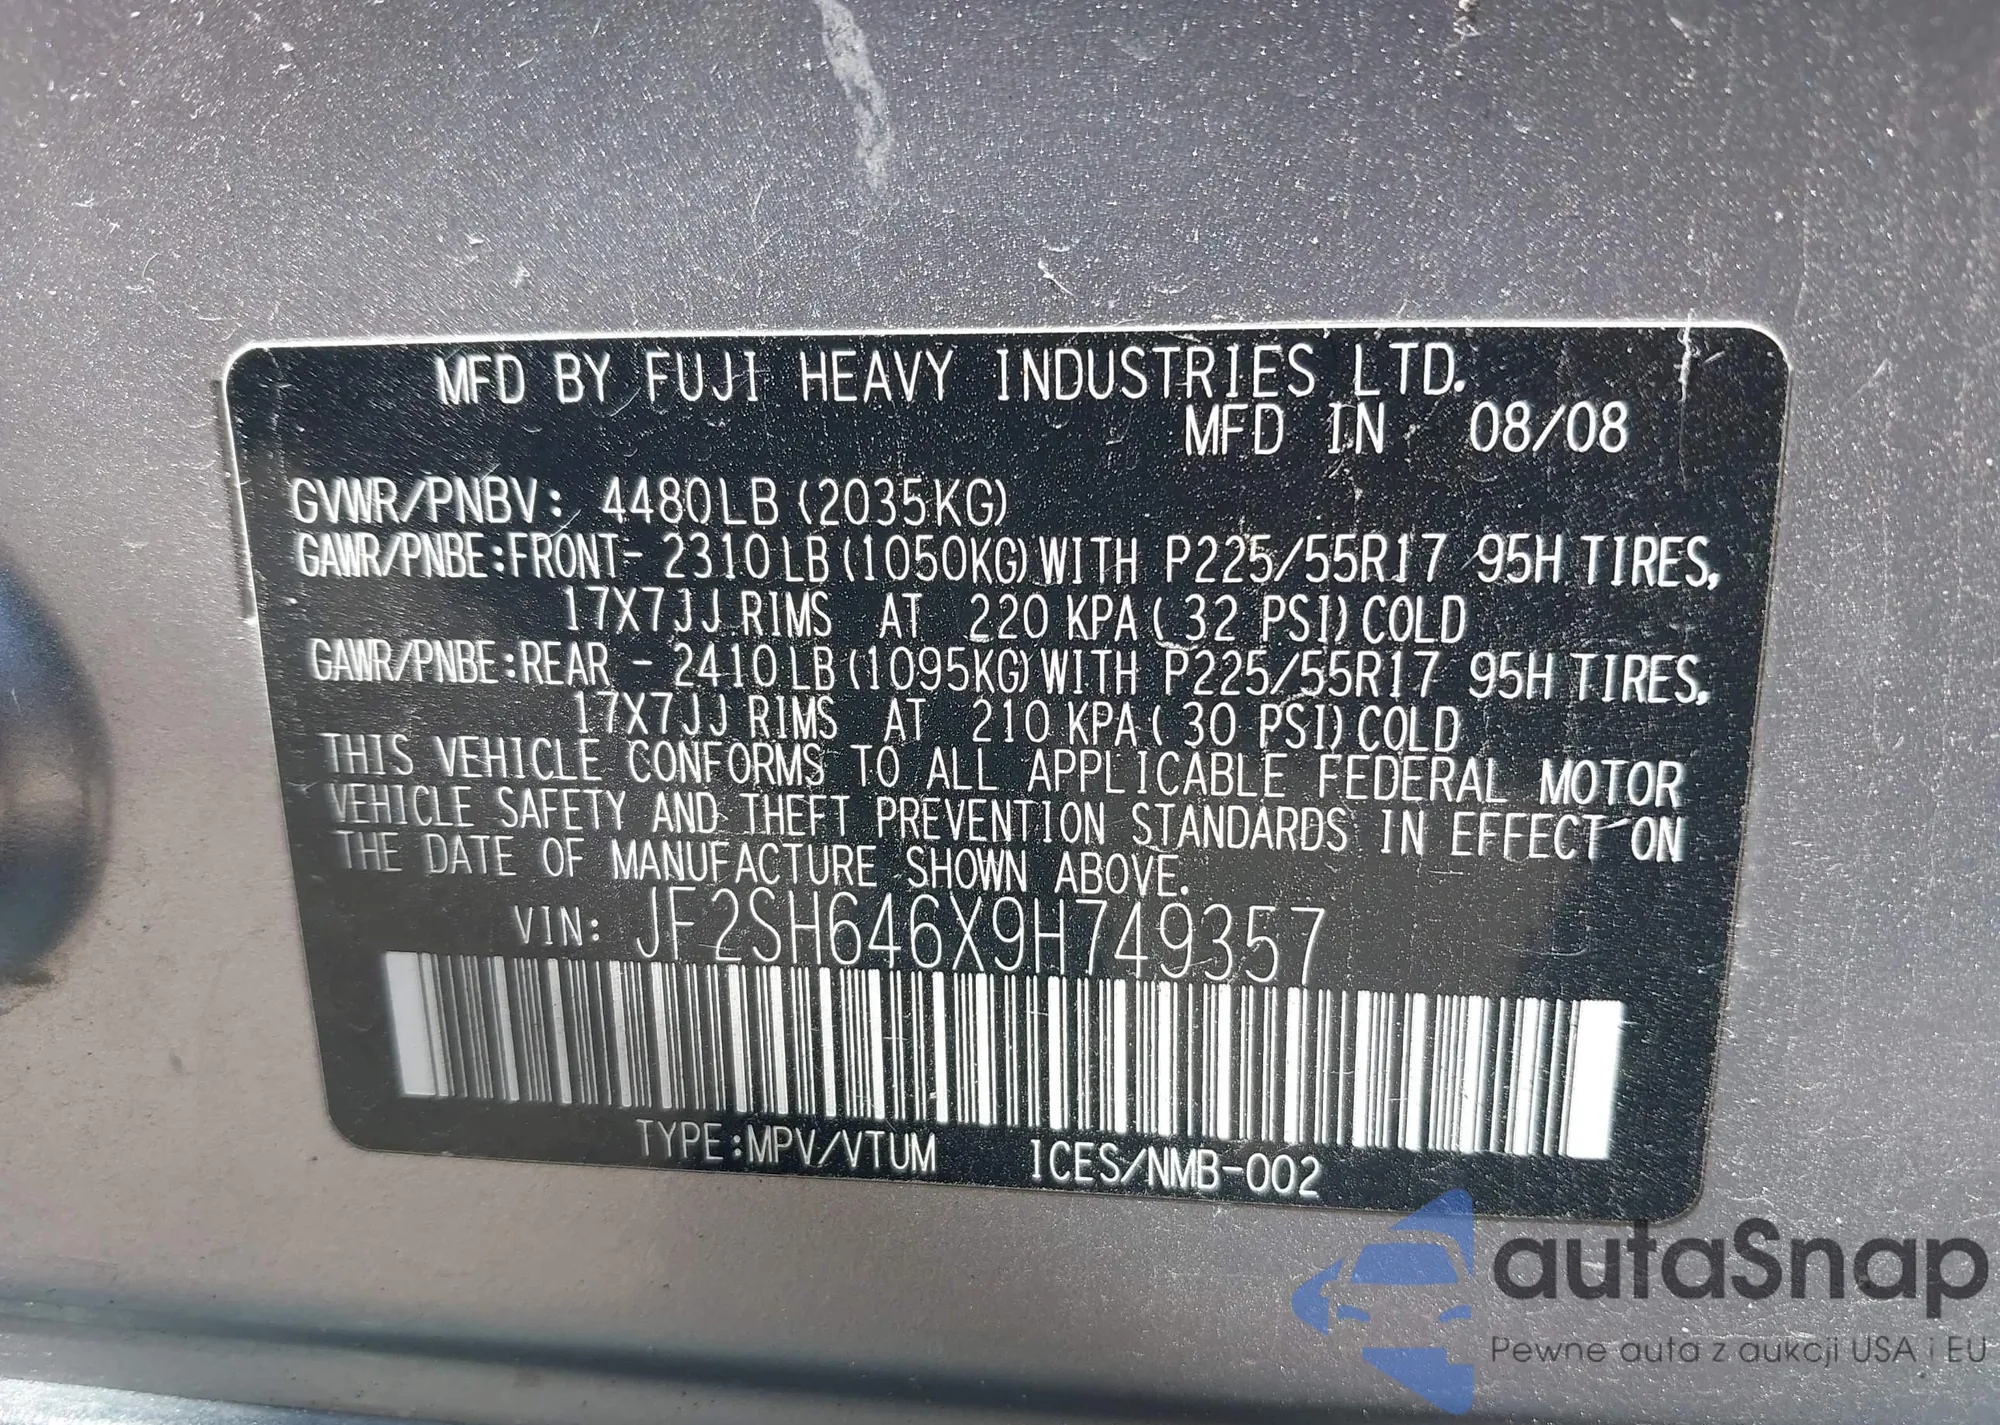 MFD BY FUJI HEAVY INDUSTRIES LTD.
MFD IN 08/08
GVWR/PNBV: 4480LB (2035KG)
GAWR/PNBE:FRONT- 2310LB(1050KG)WITH P225/55R17 95H TIRES,
17X7JJ RIMS AT 220 KPA( 32 PSI)COLD
GAWR/PNBE:REAR - 2410LB(1095KG)WITH P225/55R17 95H TIRES,
17X7JJ RIMS AT 210 KPA( 30 PSI)COLD
THIS VEHICLE CONFORMS TO ALL APPLICABLE FEDERAL MOTOR
VEHICLE SAFETY AND THEFT PREVENTION STANDARDS IN EFFECT ON
THE DATE OF MANUFACTURE SHOWN ABOVE.
VIN: JF2SH646X9H749357
TYPE:MPV/VTUM ICES/NMB-002
autaSnap
Pewne auta z aukcji USA i EU